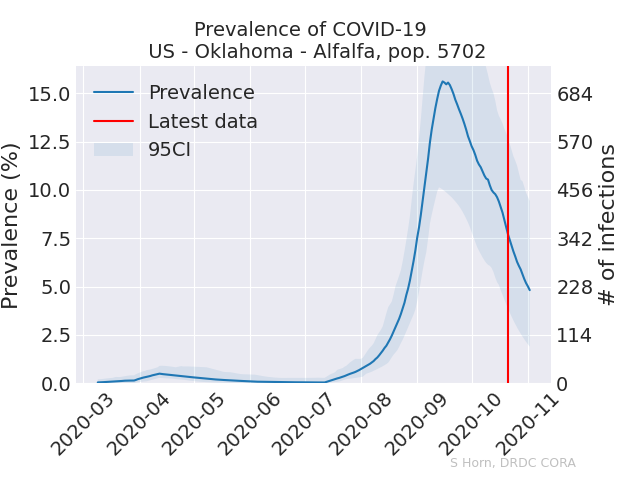 Prevalence of COVID-19
US - Oklahoma - Alfalfa, pop. 5702
Prevalence
Latest data
95CI
Prevalence (%)
15.0
12.5
10.0
7.5
5.0
2.5
0.0
684
570
456
342
228
114
0
# of infections
2020-03
2020-04
2020-05
2020-06
2020-07
2020-08
2020-09
2020-10
2020-11
S Horn, DRDC CORA